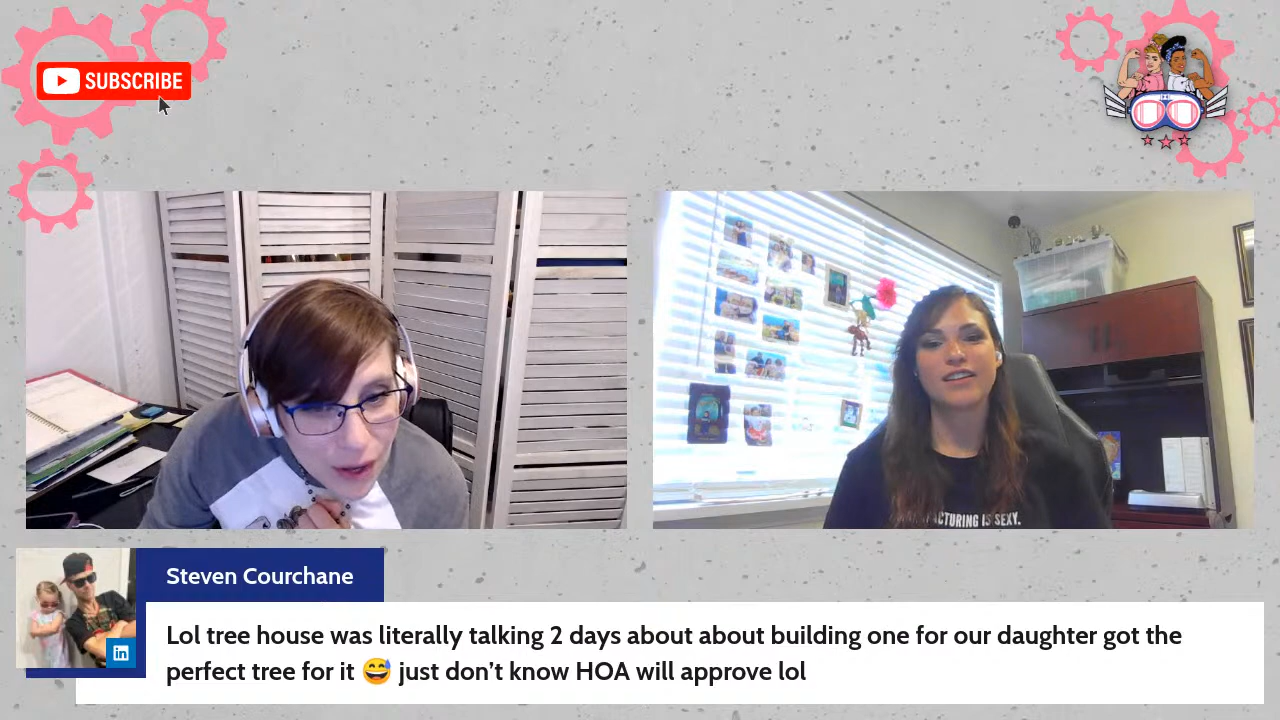 SUBSCRIBE
CTURING IS SEXY.
Steven Courchane
Lol tree house was literally talking 2 days about about building one for our daughter got the
perfect tree for it 😅 just don’t know HOA will approve lol